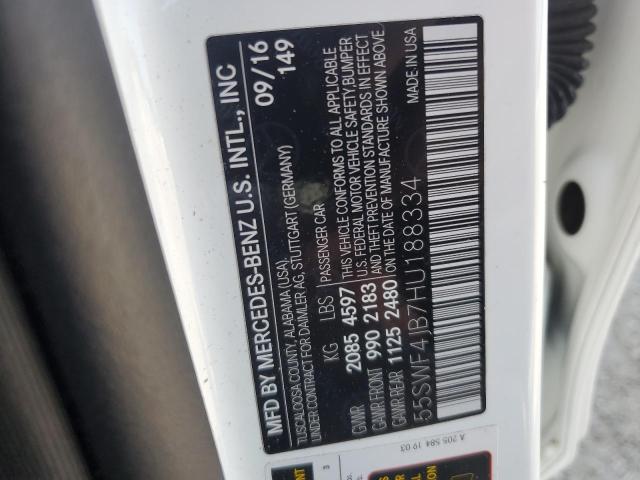 MFD BY MERCEDES-BENZ U.S. INTL., INC
09/16
149
TUSCALOOSA COUNTY, ALABAMA (USA).
UNDER CONTRACT FOR DAIMLER AG, STUTTGART (GERMANY)
KG LBS PASSENGER CAR
GVWR 2085 4597
GAWR FRONT 990 2183
GAWR REAR 1125 2480
THIS VEHICLE CONFORMS TO ALL APPLICABLE
U.S. FEDERAL MOTOR VEHICLE SAFETY, BUMPER
AND THEFT PREVENTION STANDARDS IN EFFECT
ON THE DATE OF MANUFACTURE SHOWN ABOVE
MADE IN USA
55SWF4JB7HU188334
A 205 584 19 03